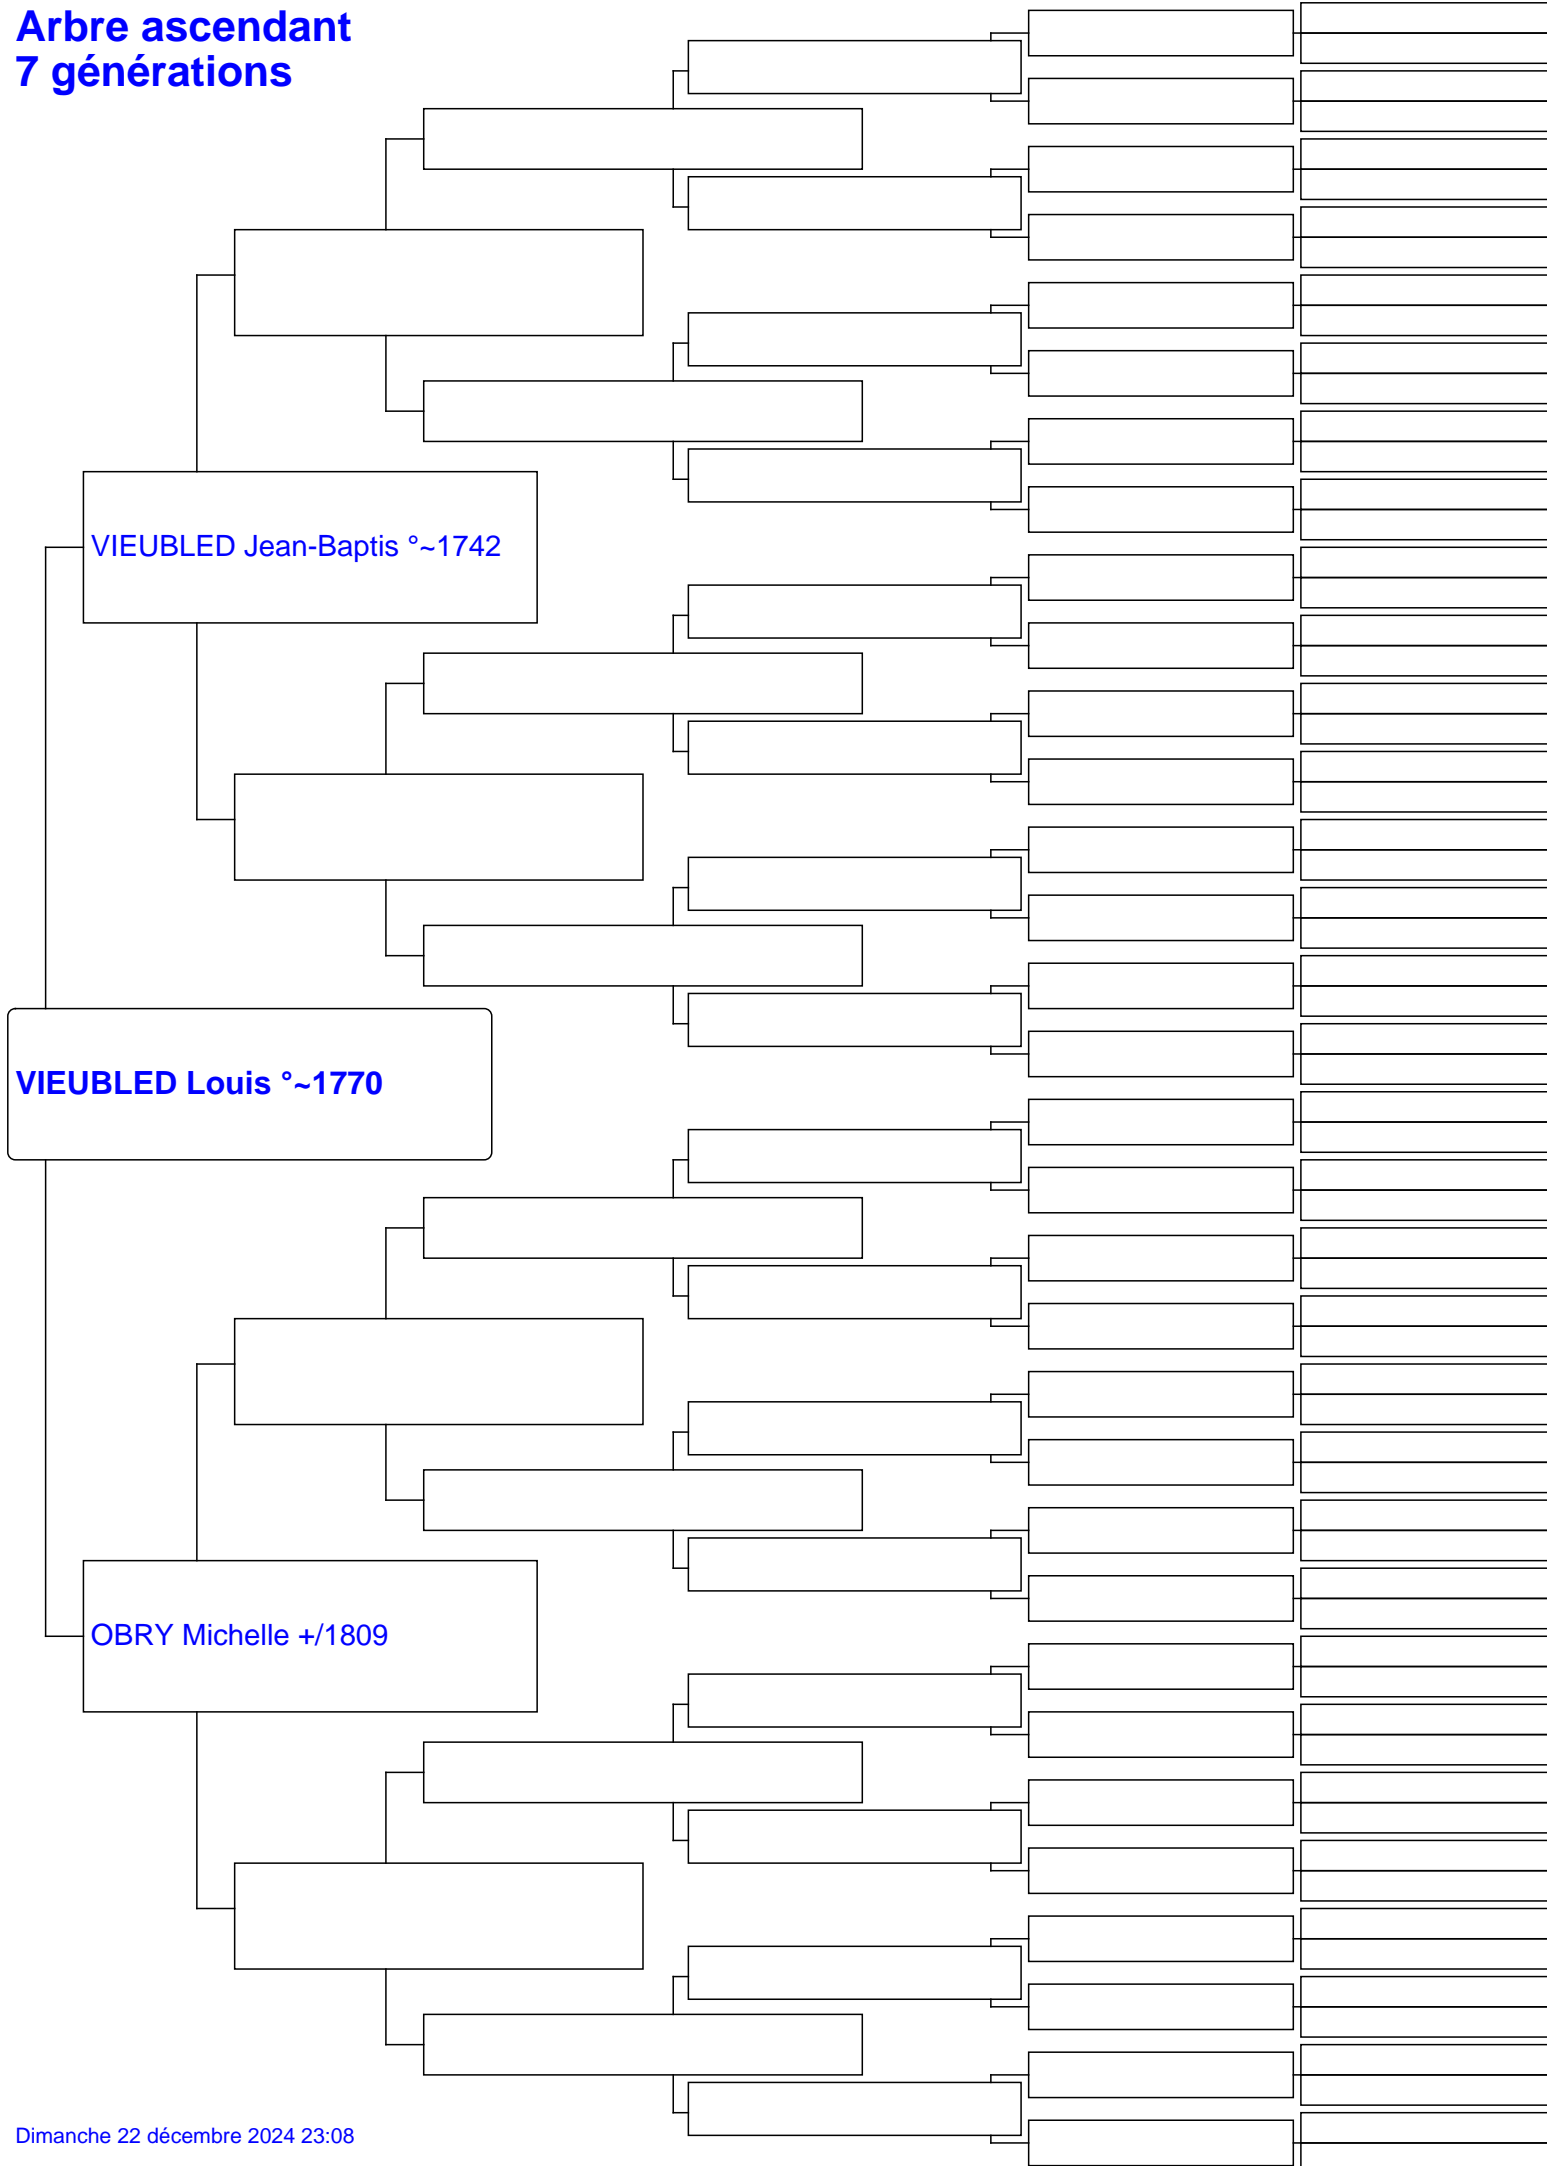 Arbre ascendant
7 générations
VIEUBLED Jean-Baptis °~1742
VIEUBLED Louis °~1770
OBRY Michelle +/1809
Dimanche 22 décembre 2024 23:08